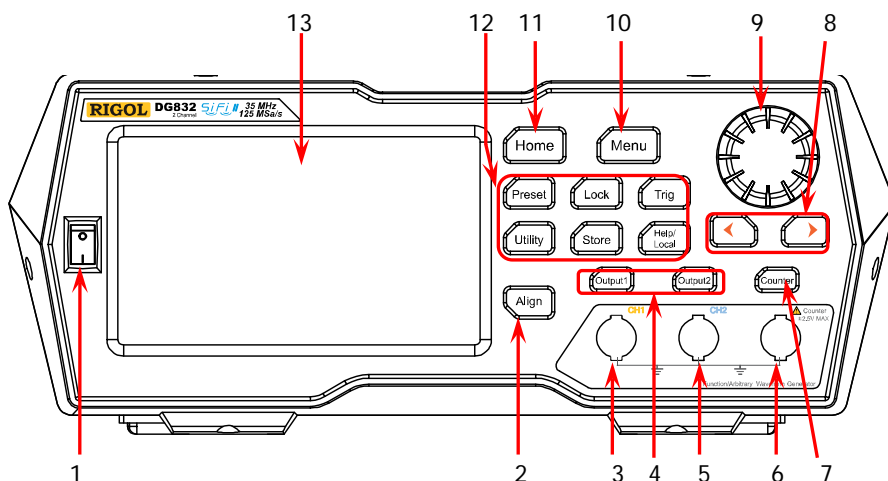 13 12 11 10 9 8
RIGOL DG832 SiFi II 35 MHz
2 Channel 125 MSa/s
Home Menu
Preset Lock Trig
Utility Store Help/
Local
Output1 Output2 Counter
Align
CH1 CH2 Counter
±2.5V MAX
Function/Arbitrary Waveform Generator
1 2 3 4 5 6 7